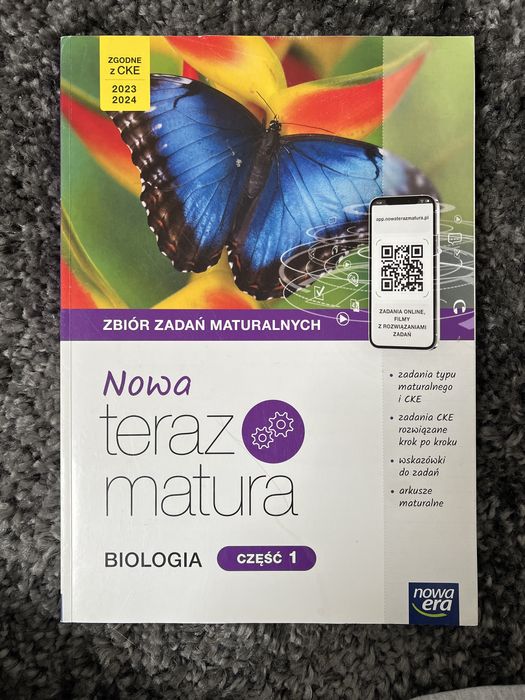 ZGODNE
z CKE
2023
2024
app.nowaterazmatura.pl
ZADANIA ONLINE,
FILMY
Z ROZWIĄZANIAMI
ZADAŃ
ZBIÓR ZADAŃ MATURALNYCH
Nowa
teraz
matura
• zadania typu
maturalnego
i CKE
• zadania CKE
rozwiązane
krok po kroku
• wskazówki
do zadań
• arkusze
maturalne
BIOLOGIA CZĘŚĆ 1
nowa
era